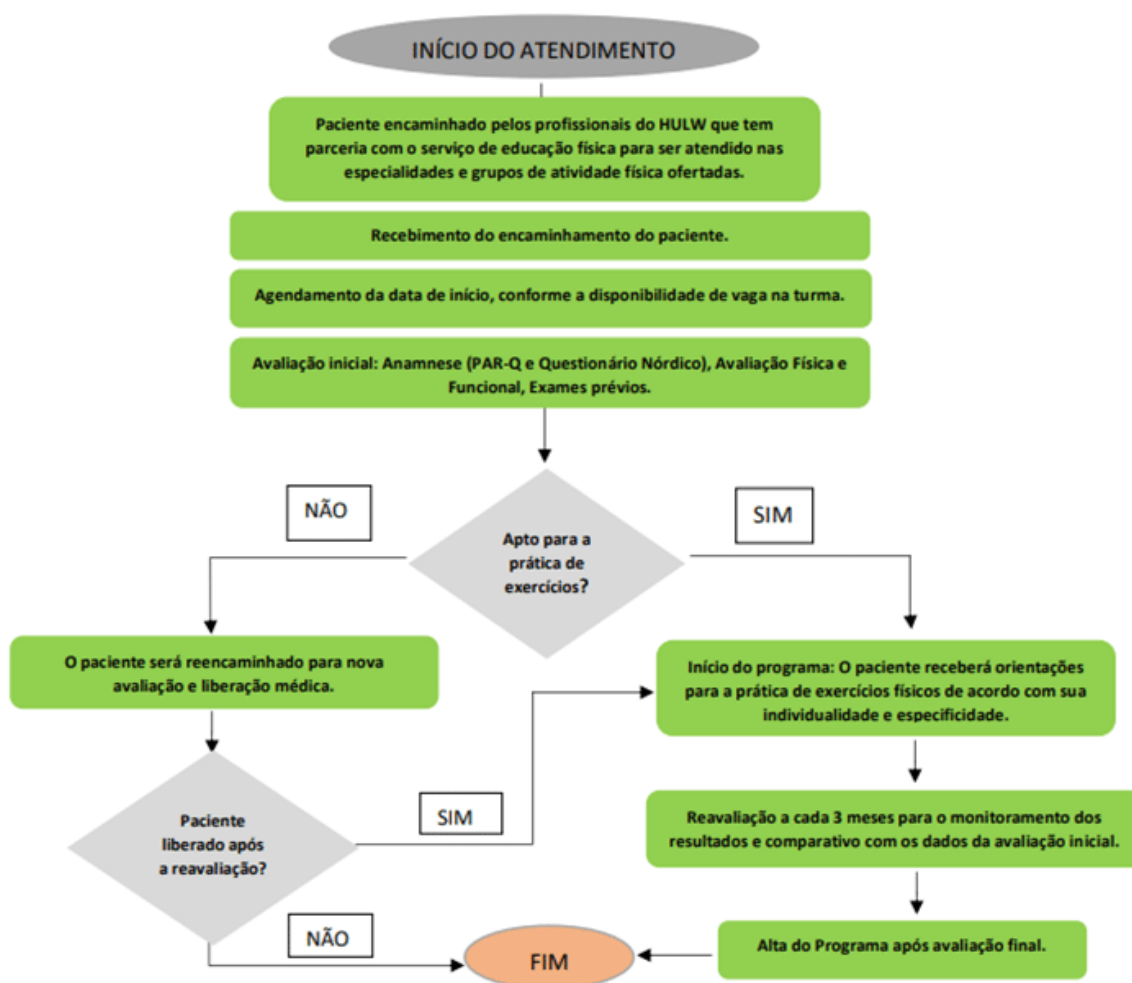 INÍCIO DO ATENDIMENTO
Paciente encaminhado pelos profissionais do HULW que tem
parceria com o serviço de educação física para ser atendido nas
especialidades e grupos de atividade física ofertadas.
Recebimento do encaminhamento do paciente.
Agendamento da data de início, conforme a disponibilidade de vaga na turma.
Avaliação inicial: Anamnese (PAR-Q e Questionário Nórdico), Avaliação Física e
Funcional, Exames prévios.
NÃO
SIM
Apto para a
prática de
exercícios?
O paciente será reencaminhado para nova
avaliação e liberação médica.
Início do programa: O paciente receberá orientações
para a prática de exercícios físicos de acordo com sua
individualidade e especificidade.
Paciente
liberado após
a reavaliação?
SIM
Reavaliação a cada 3 meses para o monitoramento dos
resultados e comparativo com os dados da avaliação inicial.
NÃO
FIM
Alta do Programa após avaliação final.